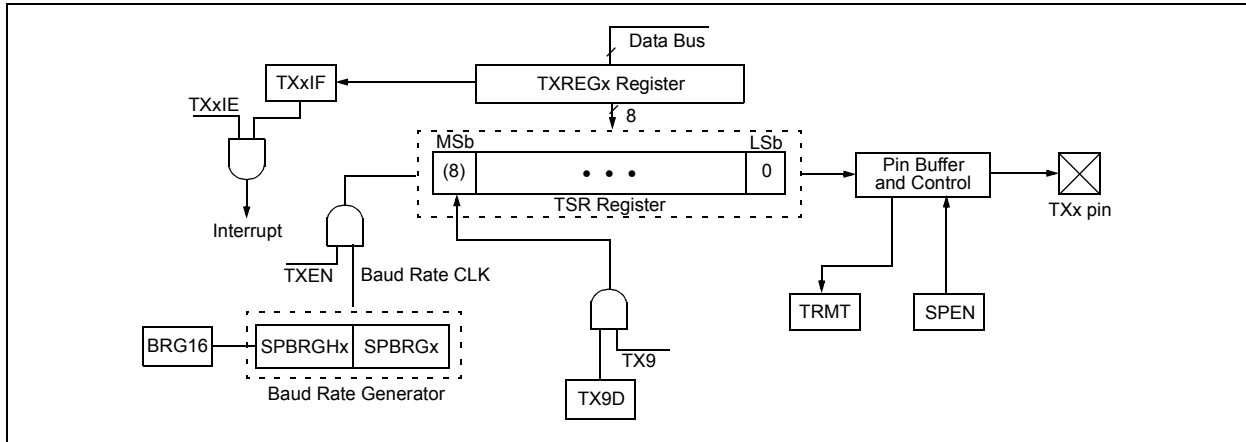 Data Bus
TXxIF
TXREGx Register
TXxIE
8
MSb
LSb
(8)
• • •
0
Pin Buffer
and Control
TSR Register
TXx pin
Interrupt
TXEN
Baud Rate CLK
TRMT
SPEN
BRG16
SPBRGHx
SPBRGx
TX9
Baud Rate Generator
TX9D